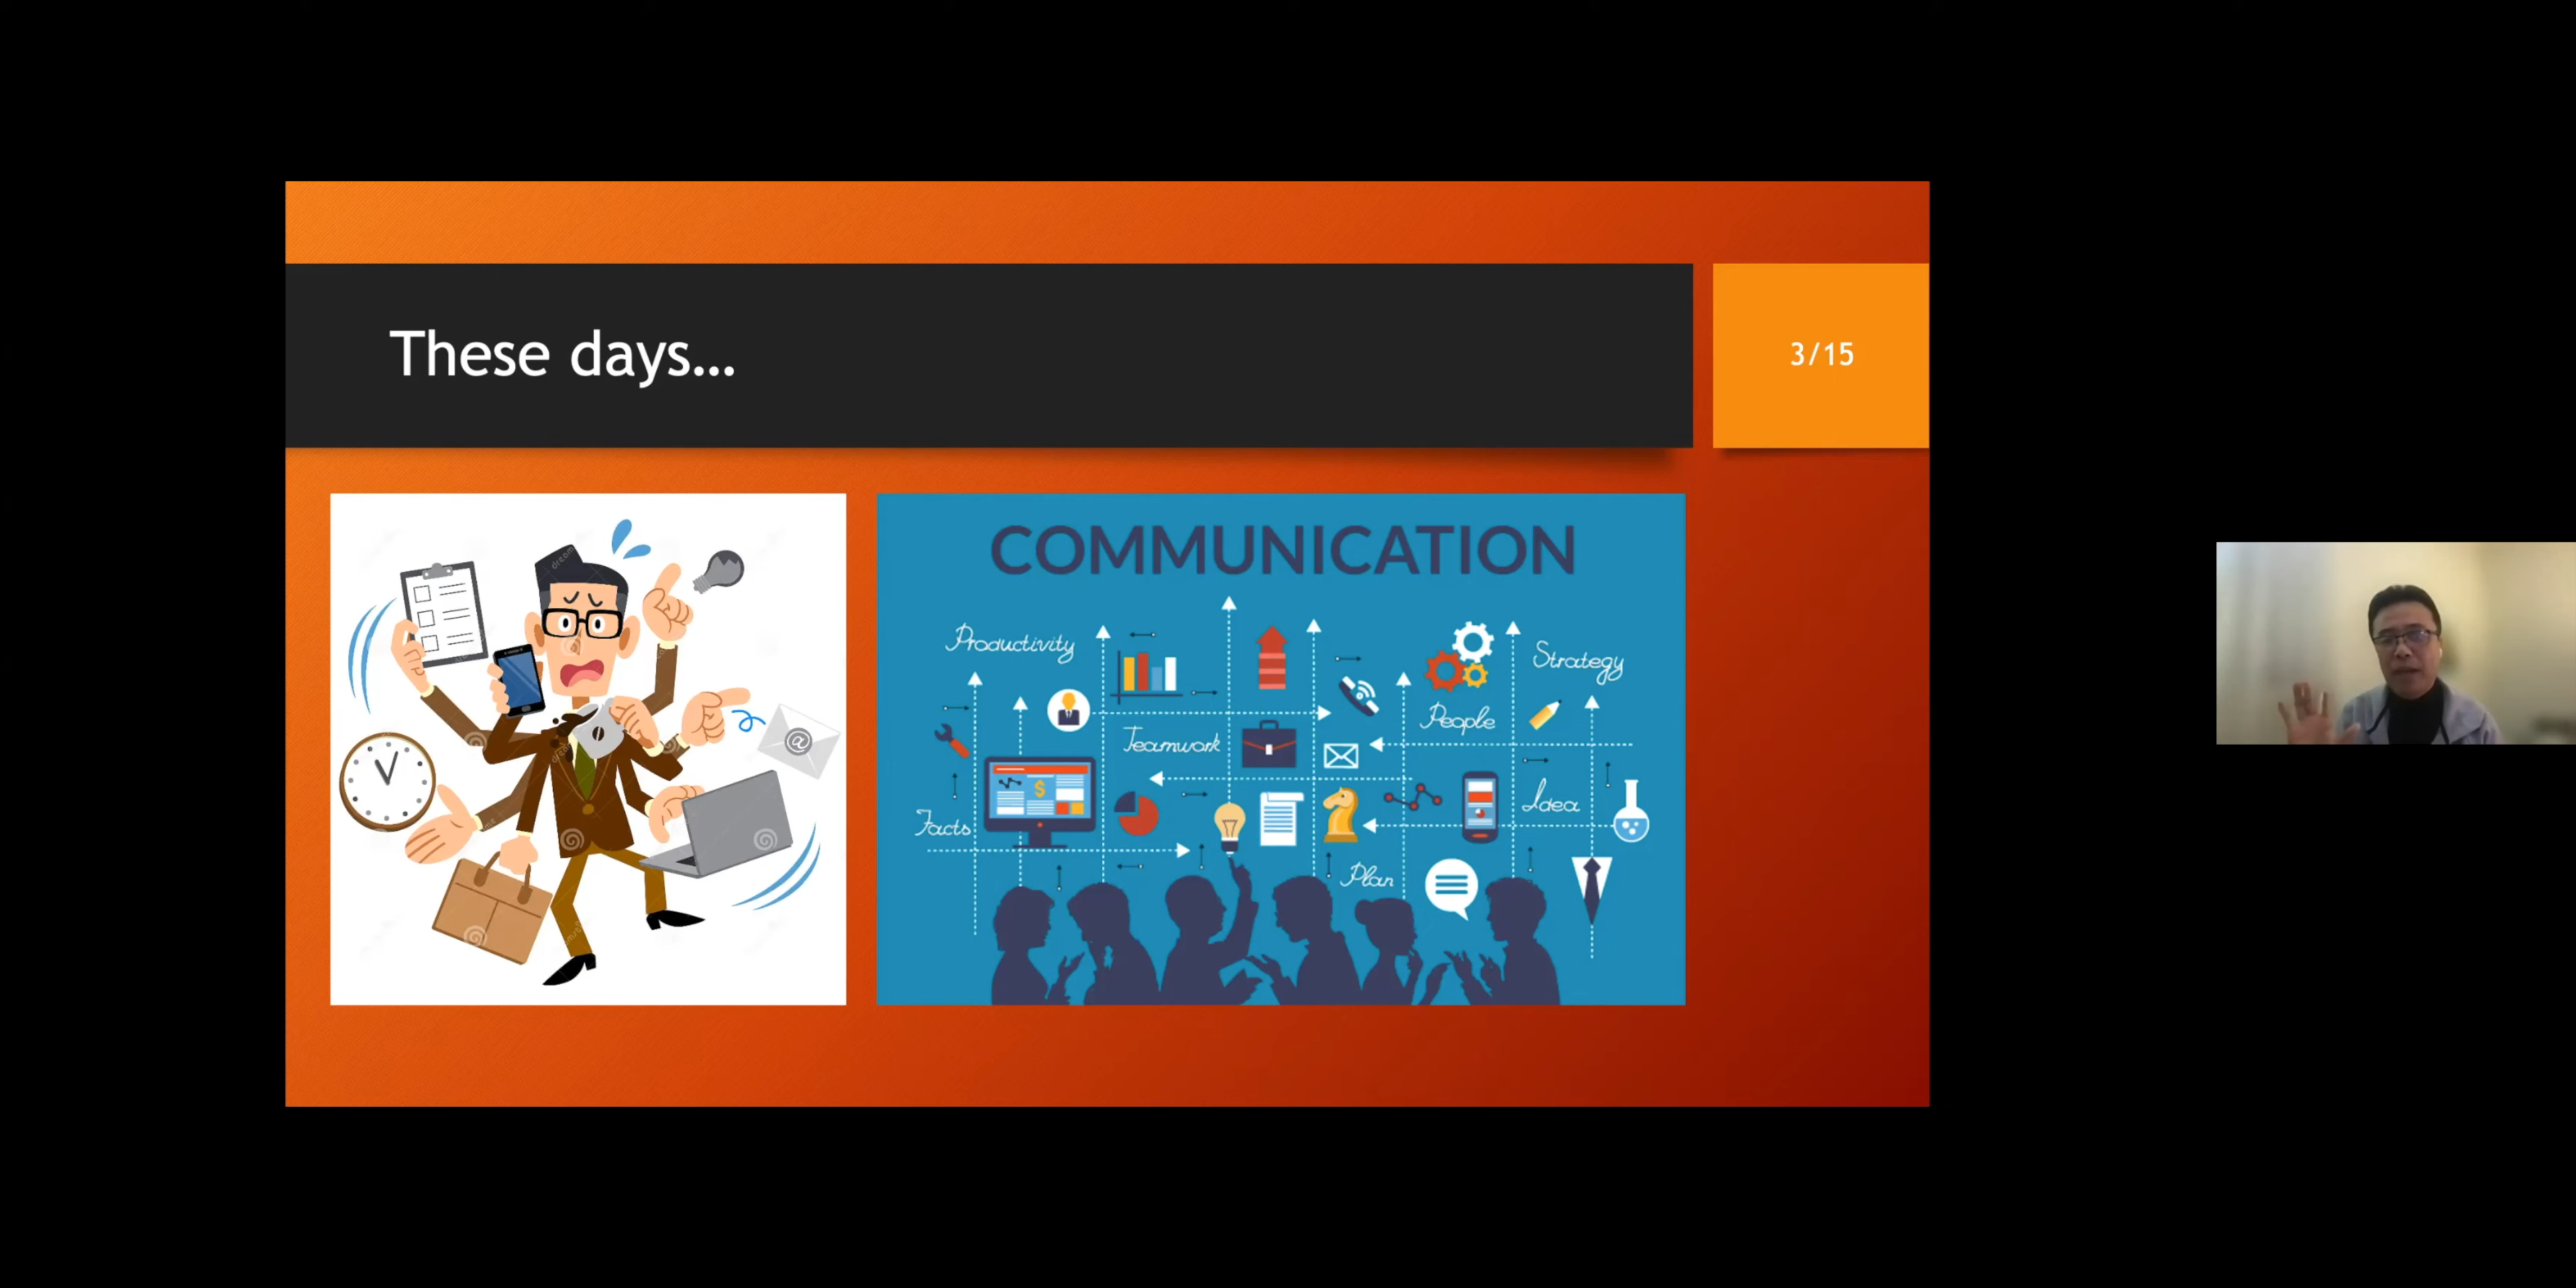 These days...
3/15
COMMUNICATION
Productivity
Strategy
People
Teamwork
Idea
Facts
Plan
$
@